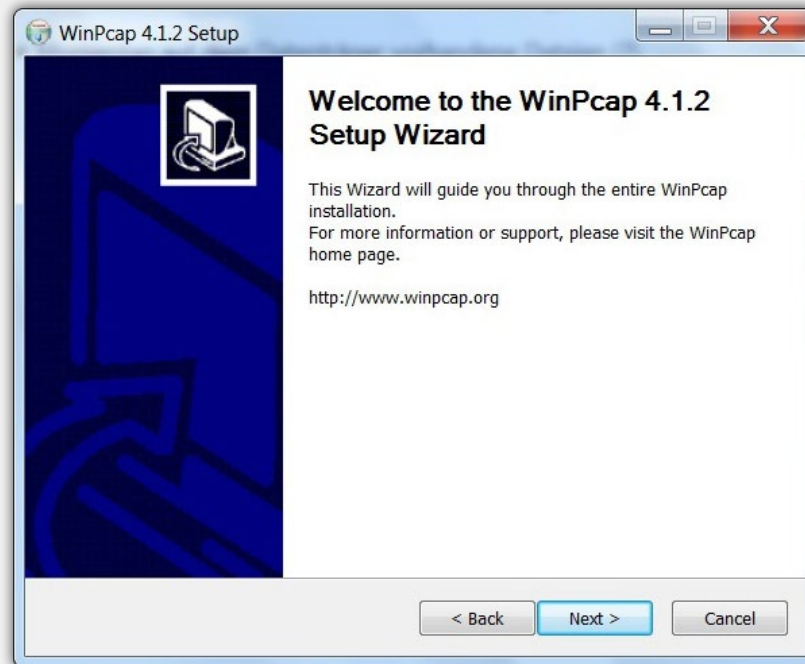 WinPcap 4.1.2 Setup
Welcome to the WinPcap 4.1.2
Setup Wizard
This Wizard will guide you through the entire WinPcap
installation.
For more information or support, please visit the WinPcap
home page.
http://www.winpcap.org
< Back
Next >
Cancel